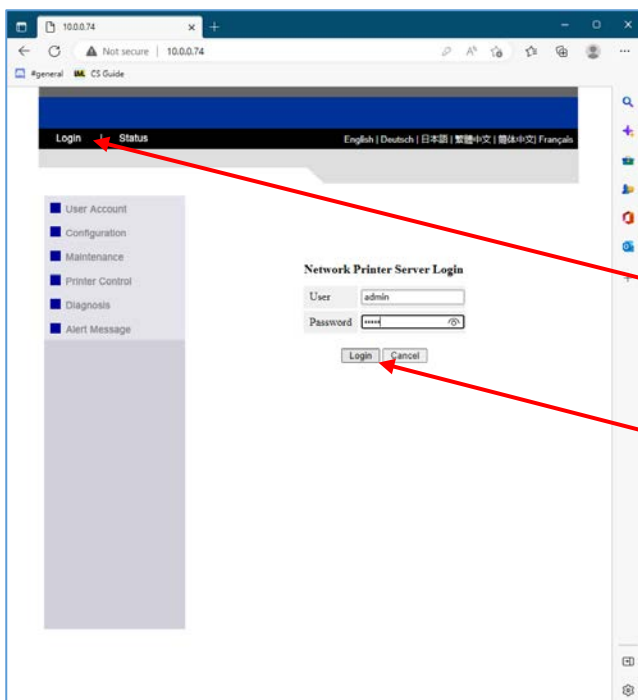 10.0.0.74
Not secure | 10.0.0.74
#general IML CS Guide
Login | Status
English | Deutsch | 日本語 | 繁體中文 | 簡体中文| Français
User Account
Configuration
Maintenance
Printer Control
Diagnosis
Alert Message
Network Printer Server Login
User admin
Password •••••
Login Cancel